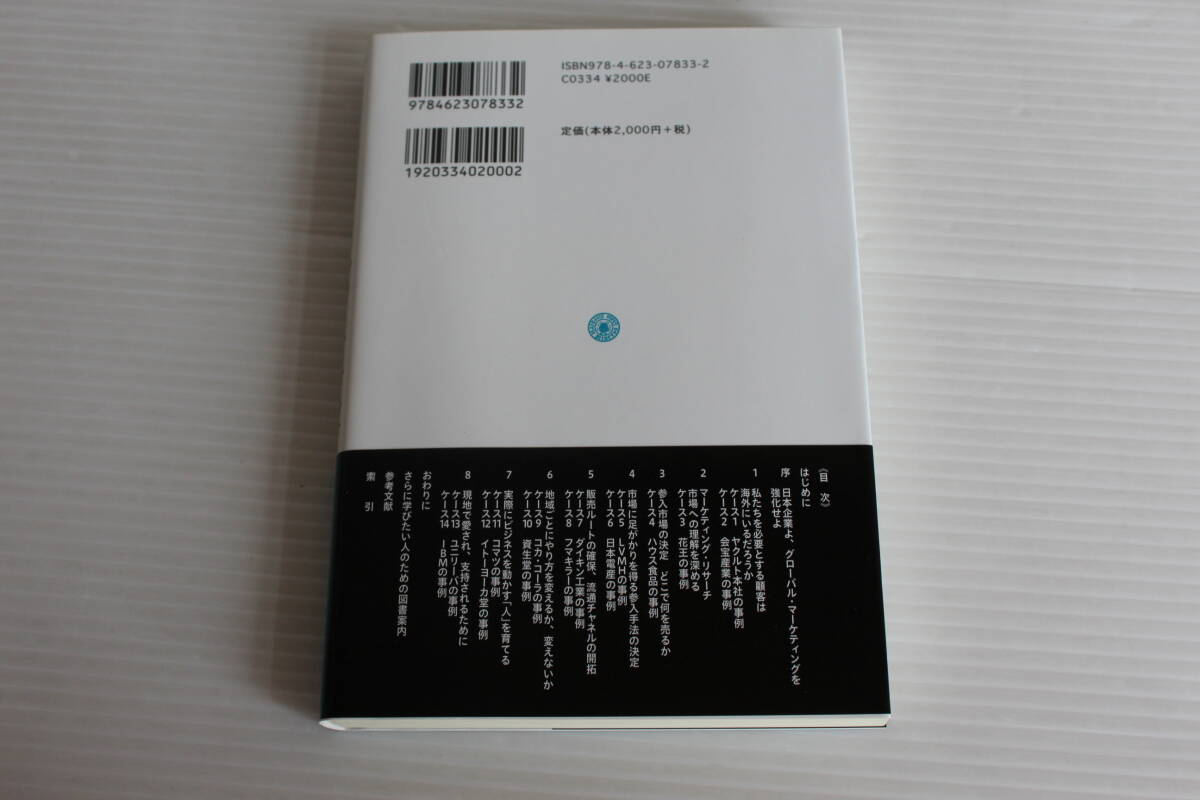 ISBN978-4-623-07833-2
C0334 ¥2000E
9784623078332
定価(本体2,000円＋税)
1920334020002
《目 次》
はじめに
序 日本企業よ、グローバル・マーケティングを
強化せよ
1 私たちを必要とする顧客は
海外にいるだろうか
ケース1 ヤクルト本社の事例
ケース2 会宝産業の事例
2 マーケティング・リサーチ
市場への理解を深める
ケース3 花王の事例
3 参入市場の決定 どこで何を売るか
ケース4 ハウス食品の事例
4 市場に足がかりを得る参入手法の決定
ケース5 LVMHの事例
ケース6 日本電産の事例
5 販売ルートの確保、流通チャネルの開拓
ケース7 ダイキン工業の事例
ケース8 フマキラーの事例
6 地域ごとにやり方を変えるか、変えないか
ケース9 コカ・コーラの事例
ケース10 資生堂の事例
7 実際にビジネスを動かす「人」を育てる
ケース11 コマツの事例
ケース12 イトーヨーカ堂の事例
8 現地で愛され、支持されるために
ケース13 ユニリーバの事例
ケース14 IBMの事例
おわりに
さらに学びたい人のための図書案内
参考文献
索 引